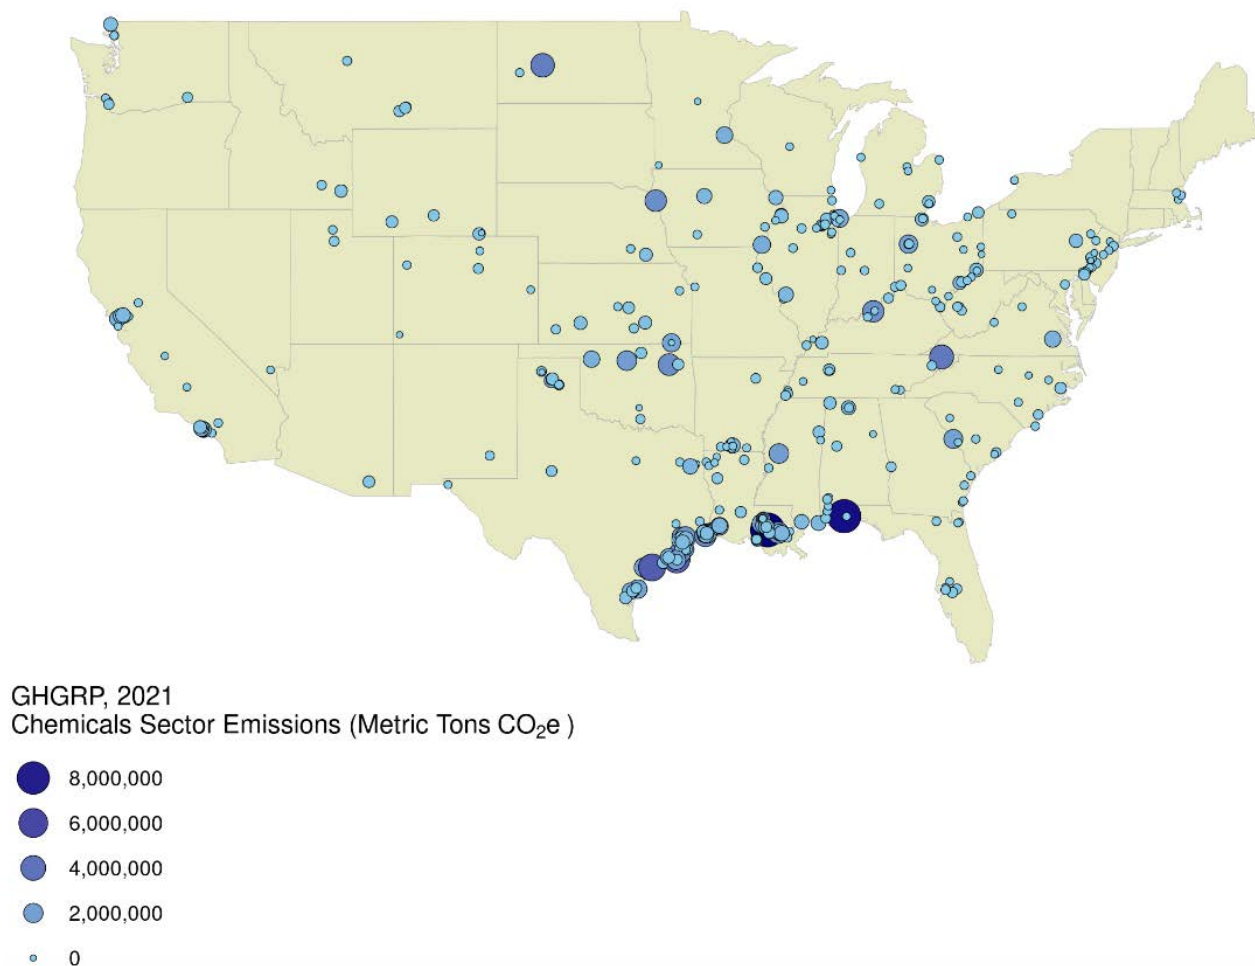 GHGRP, 2021
Chemicals Sector Emissions (Metric Tons CO₂e )
8,000,000
6,000,000
4,000,000
2,000,000
0